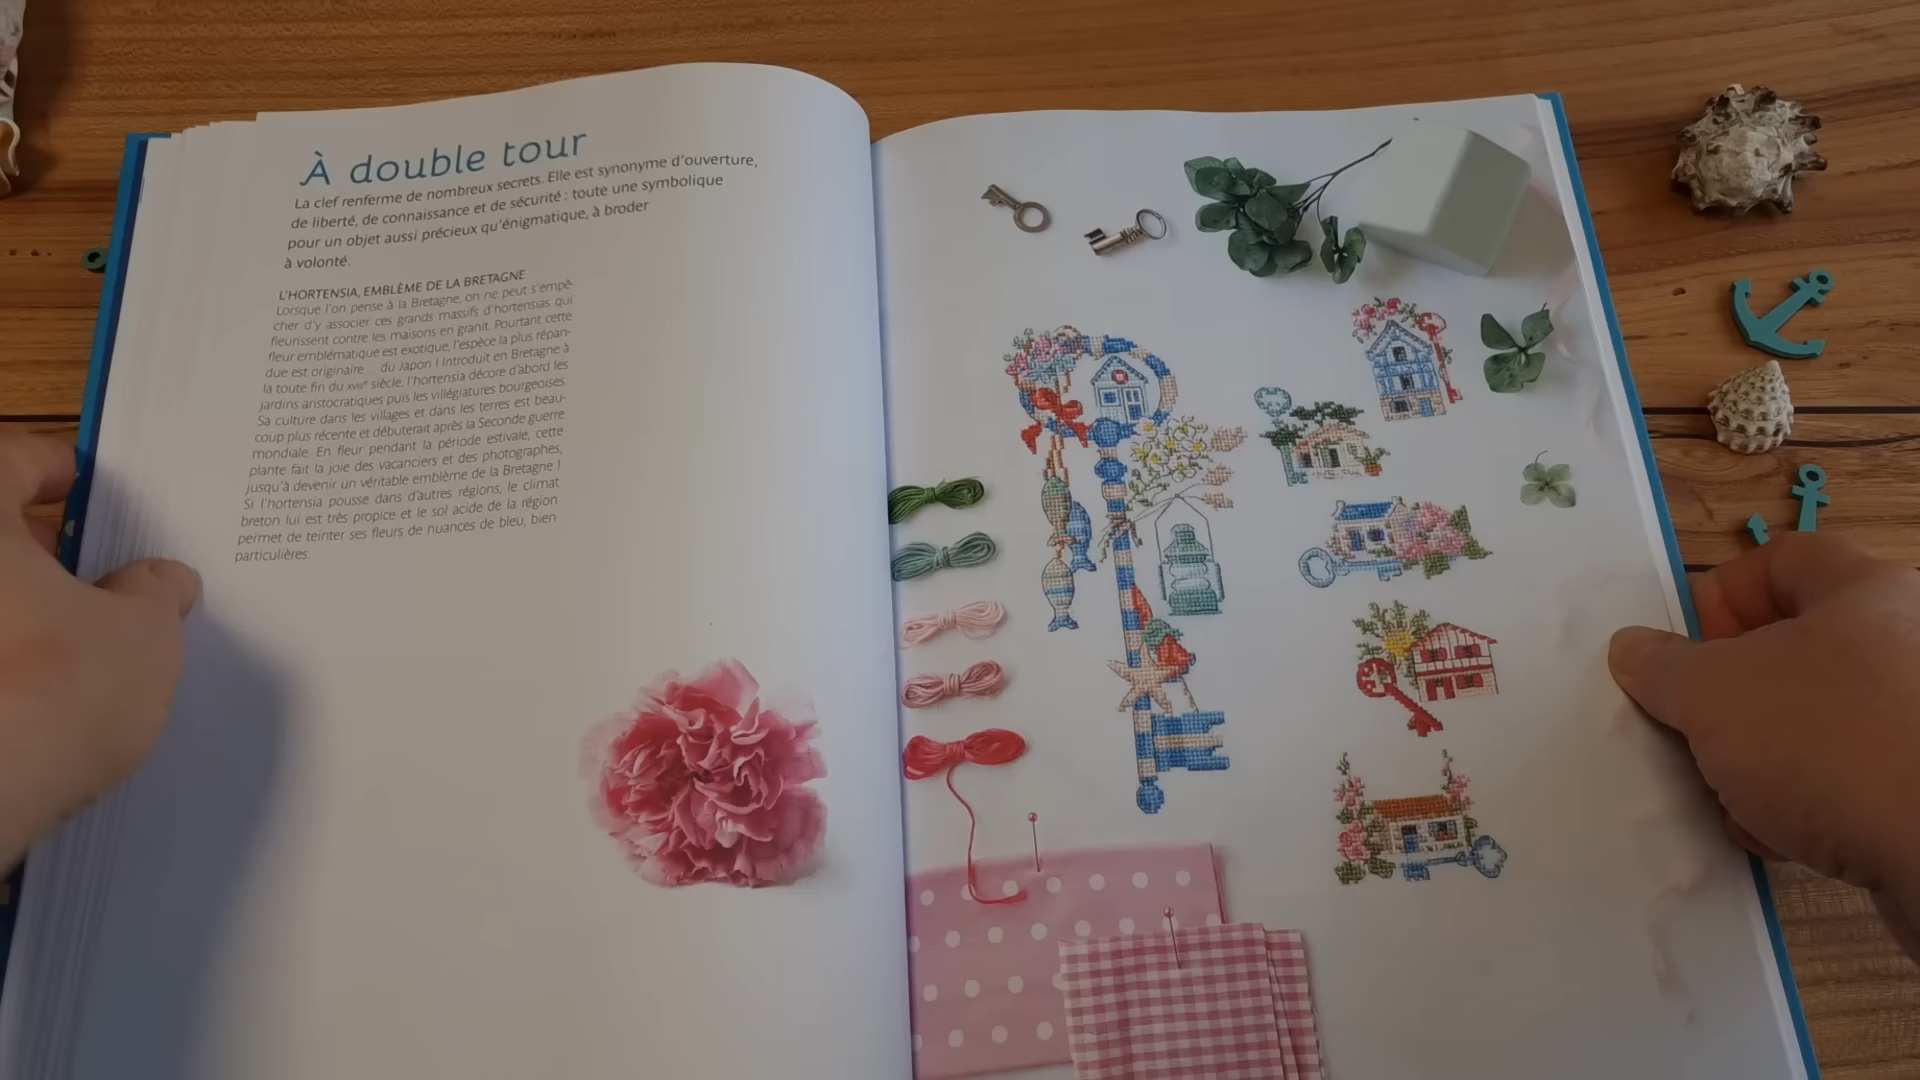 À double tour
La clef renferme de nombreux secrets. Elle est synonyme d'ouverture,
de liberté, de connaissance et de sécurité : toute une symbolique
pour un objet aussi précieux qu'énigmatique, à broder
à volonté.
L'HORTENSIA, EMBLÈME DE LA BRETAGNE
Lorsque l'on pense à la Bretagne, on ne peut s'empê-
cher d'y associer ces grands massifs d'hortensias qui
fleurissent contre les maisons en granit. Pourtant cette
fleur emblématique est exotique, l'espèce la plus répan-
due est originaire... du Japon ! Introduit en Bretagne à
la toute fin du XVIIIe siècle, l'hortensia décore d'abord les
jardins aristocratiques puis les villégiatures bourgeoises.
Sa culture dans les villages et dans les terres est beau-
coup plus récente et débuterait après la Seconde guerre
mondiale. En fleur pendant la période estivale, cette
plante fait la joie des vacanciers et des photographes,
jusqu'à devenir un véritable emblème de la Bretagne !
Si l'hortensia pousse dans d'autres régions, le climat
breton lui est très propice et le sol acide de la région
permet de teinter ses fleurs de nuances de bleu, bien
particulières.